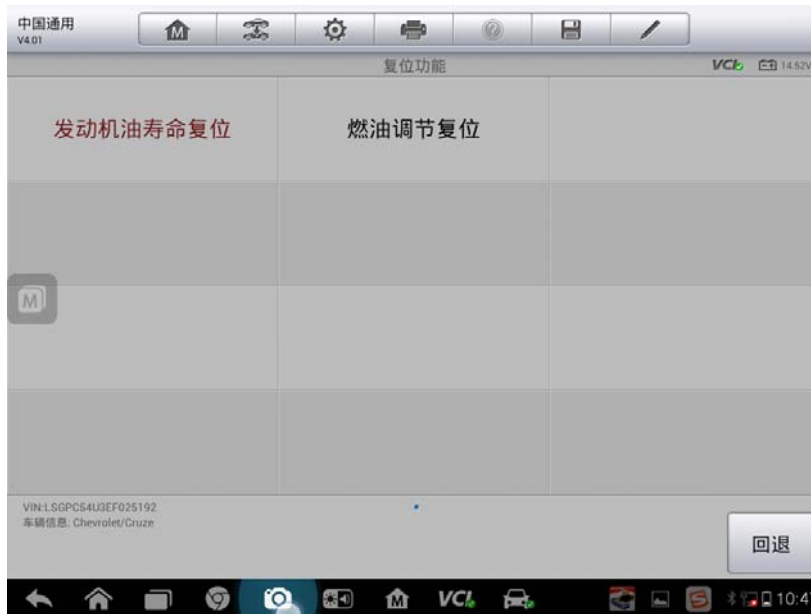 中国通用
V4.01
M
复位功能
VCI
14.52V
发动机油寿命复位
燃油调节复位
M
VIN:LSGPC54U3EF025192
车辆信息: Chevrolet/Cruze
回退
M
VCI
S
10:4